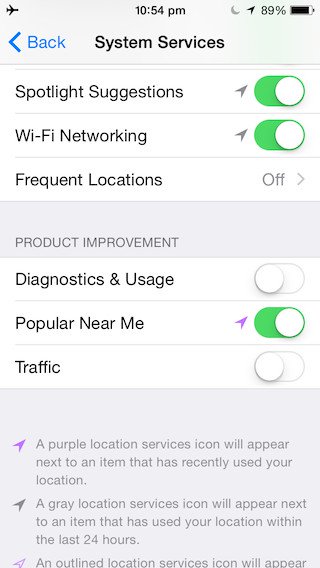 10:54 pm
89%
Back
System Services
Spotlight Suggestions
Wi-Fi Networking
Frequent Locations Off
PRODUCT IMPROVEMENT
Diagnostics & Usage
Popular Near Me
Traffic
A purple location services icon will appear
next to an item that has recently used your
location.
A gray location services icon will appear next
to an item that has used your location within
the last 24 hours.
An outlined location services icon will appear